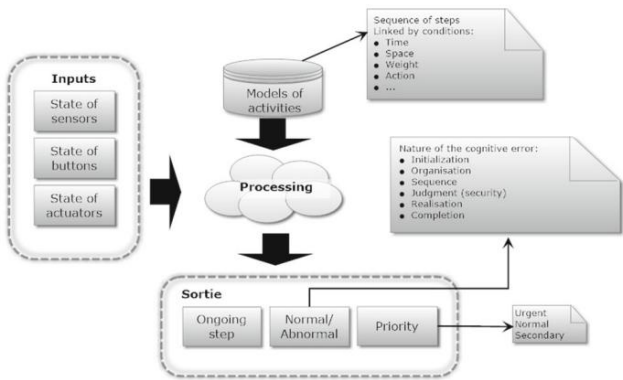 Sequence of steps
Linked by conditions:
● Time
● Space
● Weight
● Action
● ...
Inputs
State of
sensors
State of
buttons
State of
actuators
Models of
activities
Processing
Nature of the cognitive error:
● Initialization
● Organisation
● Sequence
● Judgment (security)
● Realisation
● Completion
Sortie
Ongoing
step
Normal/
Abnormal
Priority
Urgent
Normal
Secondary